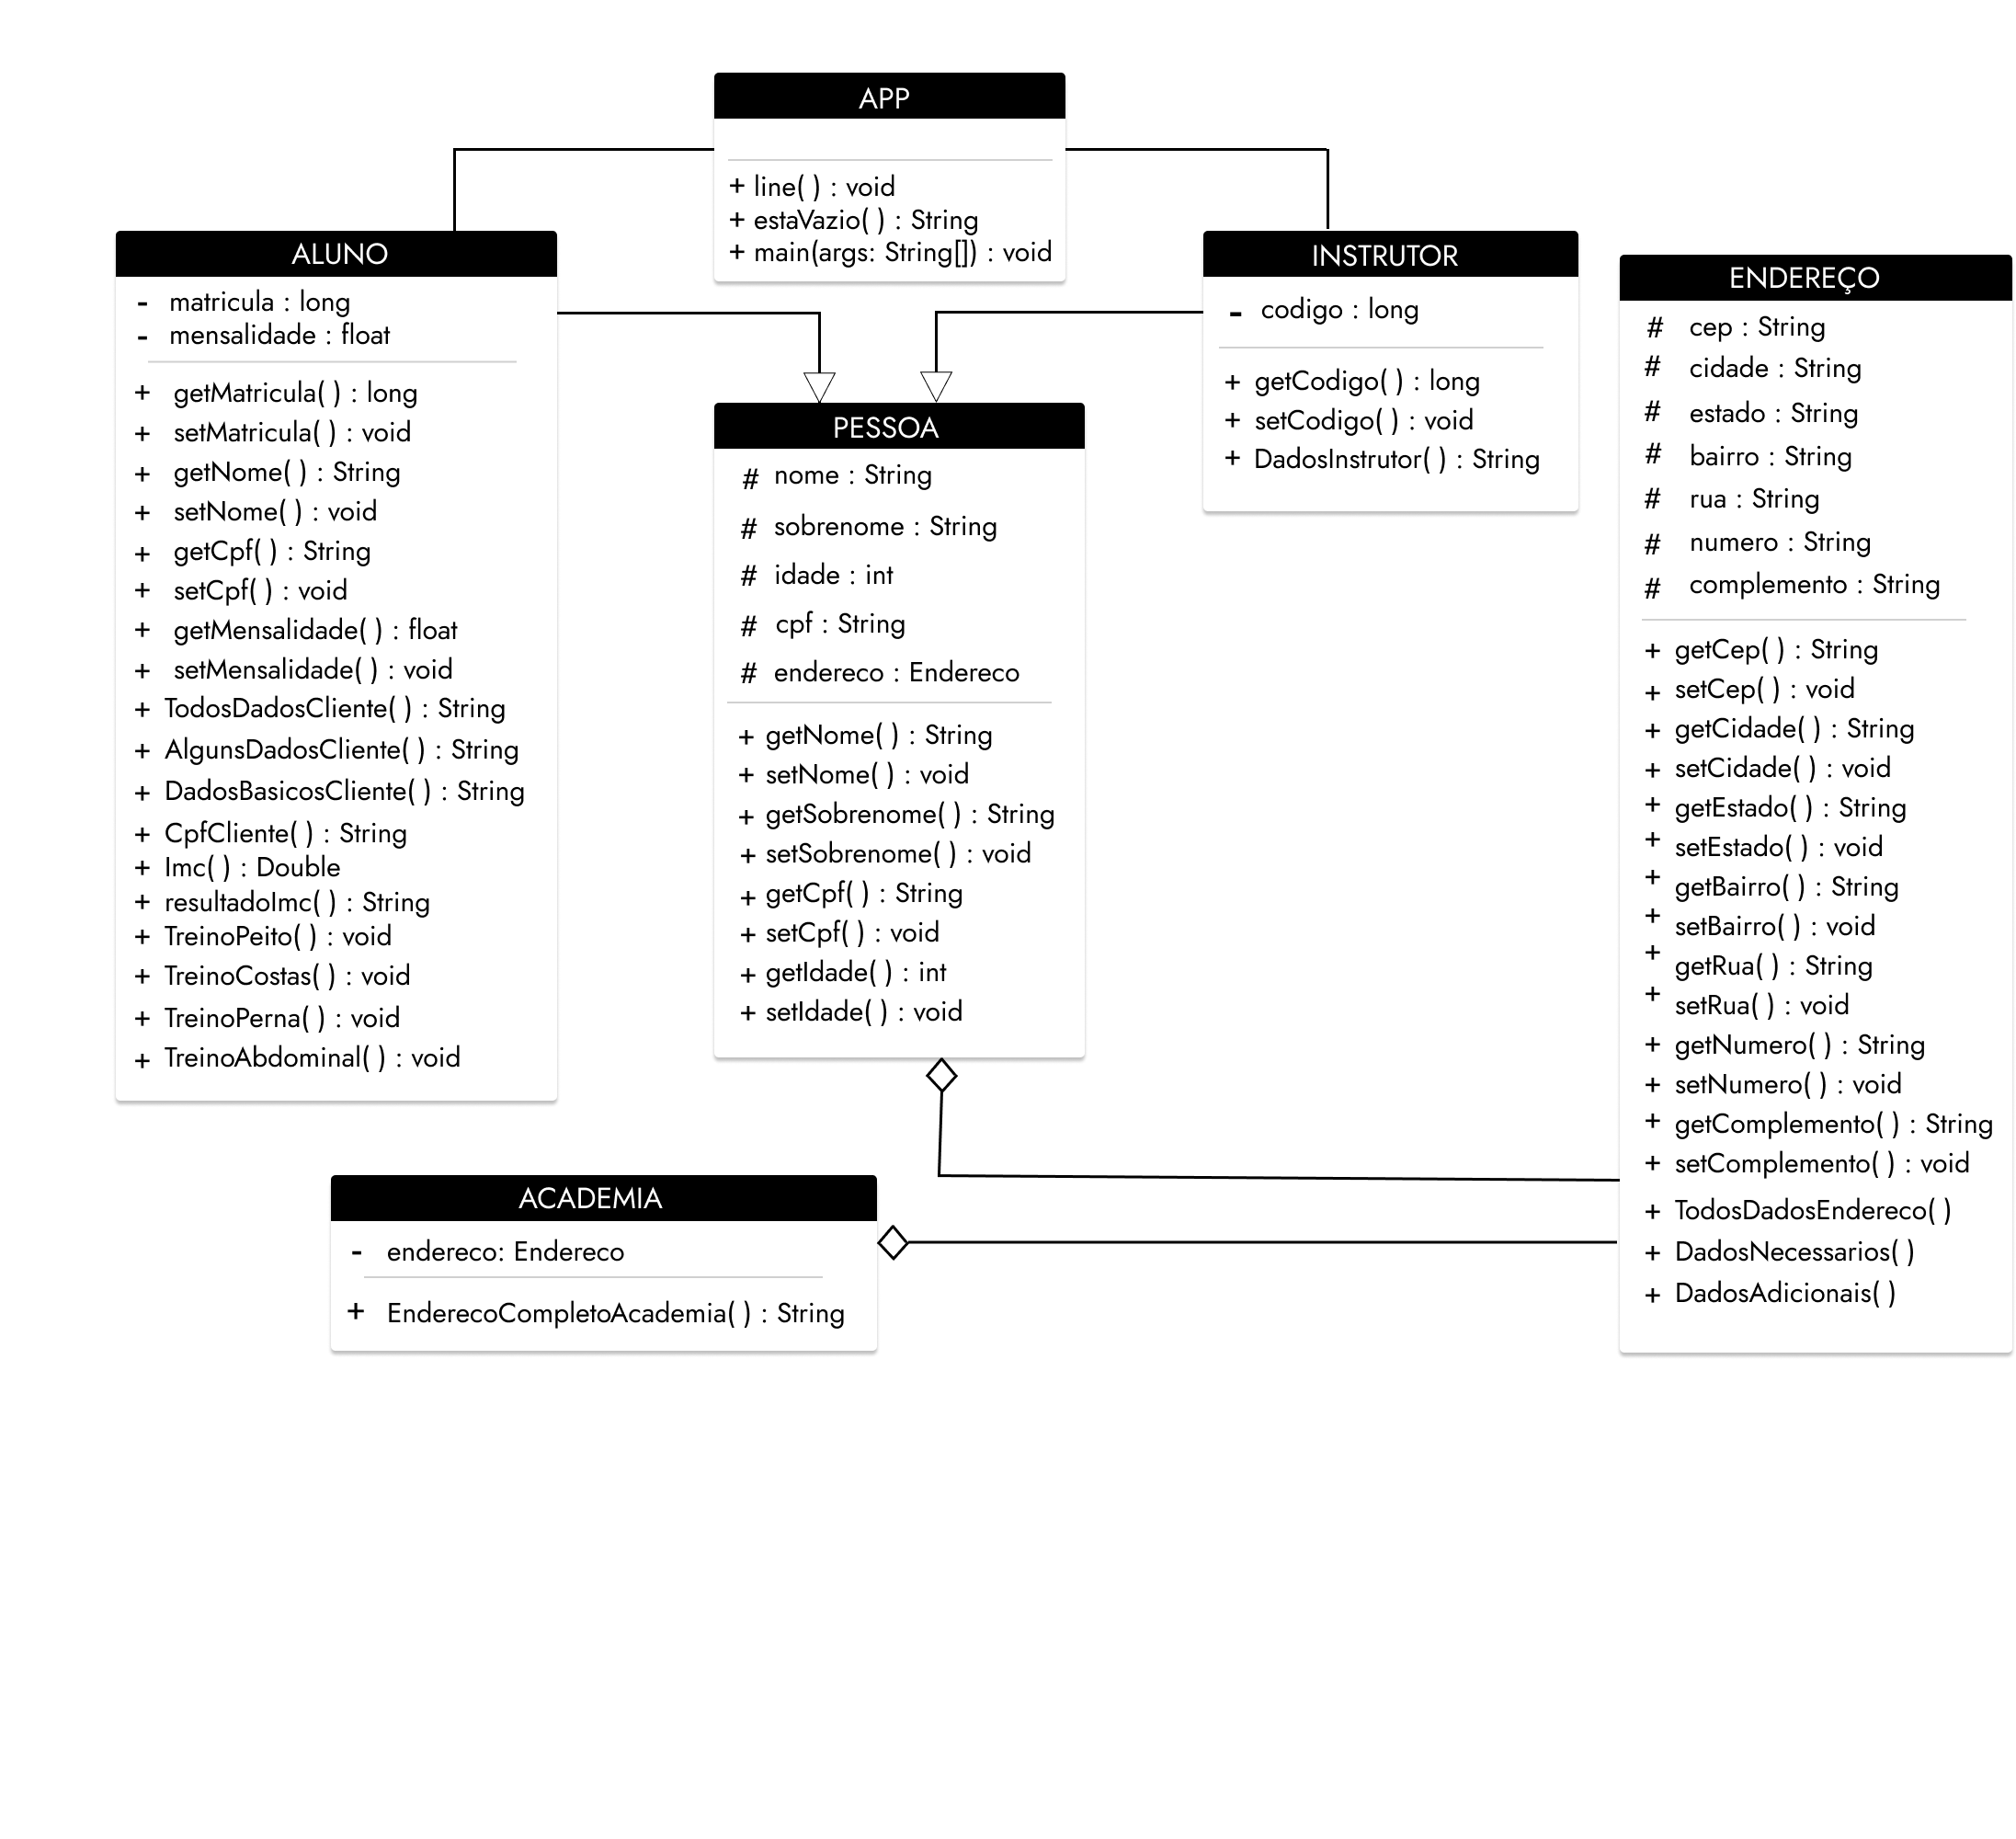 APP
+ line( ) : void
+ estaVazio( ) : String
+ main(args: String[]) : void
ALUNO
- matricula : long
- mensalidade : float
+ getMatricula( ) : long
+ setMatricula( ) : void
+ getNome( ) : String
+ setNome( ) : void
+ getCpf( ) : String
+ setCpf( ) : void
+ getMensalidade( ) : float
+ setMensalidade( ) : void
+ TodosDadosCliente( ) : String
+ AlgunsDadosCliente( ) : String
+ DadosBasicosCliente( ) : String
+ CpfCliente( ) : String
+ Imc( ) : Double
+ resultadoImc( ) : String
+ TreinoPeito( ) : void
+ TreinoCostas( ) : void
+ TreinoPerna( ) : void
+ TreinoAbdominal( ) : void
PESSOA
# nome : String
# sobrenome : String
# idade : int
# cpf : String
# endereco : Endereco
+ getNome( ) : String
+ setNome( ) : void
+ getSobrenome( ) : String
+ setSobrenome( ) : void
+ getCpf( ) : String
+ setCpf( ) : void
+ getIdade( ) : int
+ setIdade( ) : void
INSTRUTOR
- codigo : long
+ getCodigo( ) : long
+ setCodigo( ) : void
+ DadosInstrutor( ) : String
ENDEREÇO
# cep : String
# cidade : String
# estado : String
# bairro : String
# rua : String
# numero : String
# complemento : String
+ getCep( ) : String
+ setCep( ) : void
+ getCidade( ) : String
+ setCidade( ) : void
+ getEstado( ) : String
+ setEstado( ) : void
+ getBairro( ) : String
+ setBairro( ) : void
+ getRua( ) : String
+ setRua( ) : void
+ getNumero( ) : String
+ setNumero( ) : void
+ getComplemento( ) : String
+ setComplemento( ) : void
+ TodosDadosEndereco( )
+ DadosNecessarios( )
+ DadosAdicionais( )
ACADEMIA
- endereco: Endereco
+ EnderecoCompletoAcademia( ) : String